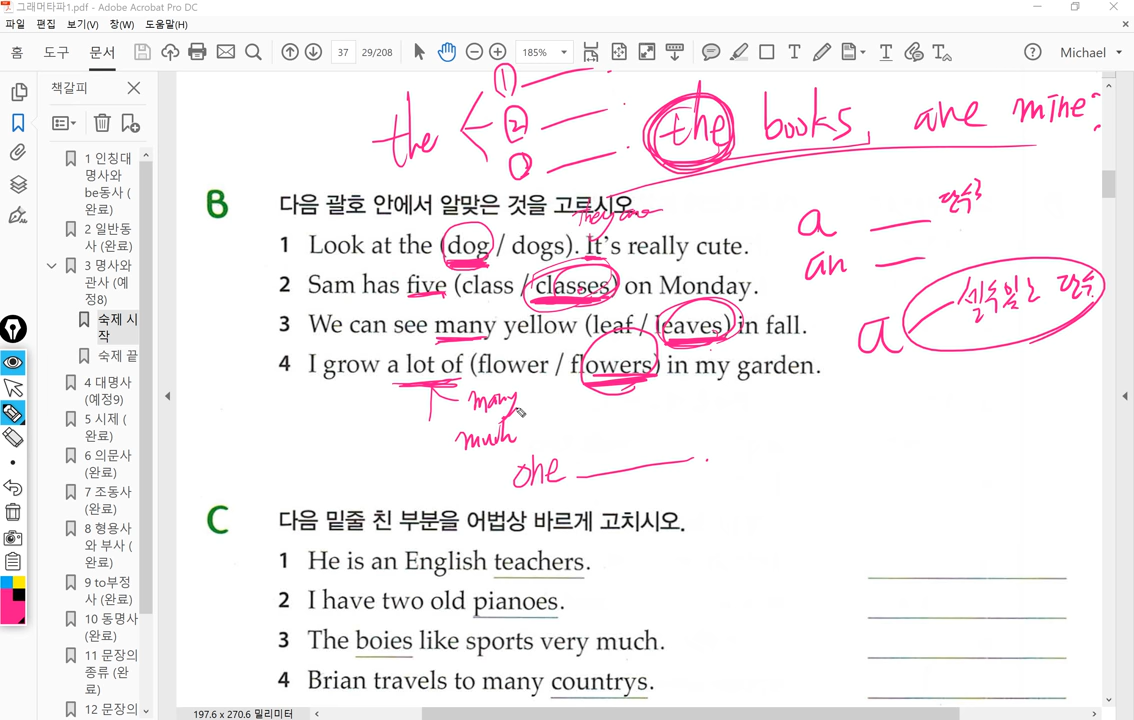 그래머타파1.pdf - Adobe Acrobat Pro DC
파일 편집 보기(V) 창(W) 도움말(H)
홈 도구 문서 37 29/208 185% Michael
책갈피
1 인칭대
명사와
be동사 (
완료)
2 일반동
사 (완료)
3 명사와
관사 (예
정8)
숙제 시
작
숙제 끝
4 대명사
(예정9)
5 시제 (
완료)
6 의문사
(완료)
7 조동사
(완료)
8 형용사
와 부사 (
완료)
9 to부정
사 (완료)
10 동명사
(완료)
11 문장의
종류 (완
료)
12 문장의
the ① ② the books are mine.
B 다음 괄호 안에서 알맞은 것을 고르시오.
They are
1 Look at the (dog / dogs). It's really cute.
2 Sam has five (class / classes) on Monday.
3 We can see many yellow (leaf / leaves) in fall.
4 I grow a lot of (flower / flowers) in my garden.
a 단수
an
a 셀수있는 단수
many
much
one
C 다음 밑줄 친 부분을 어법상 바르게 고치시오.
1 He is an English teachers.
2 I have two old pianoes.
3 The boies like sports very much.
4 Brian travels to many countrys.
197.6 x 270.6 밀리미터